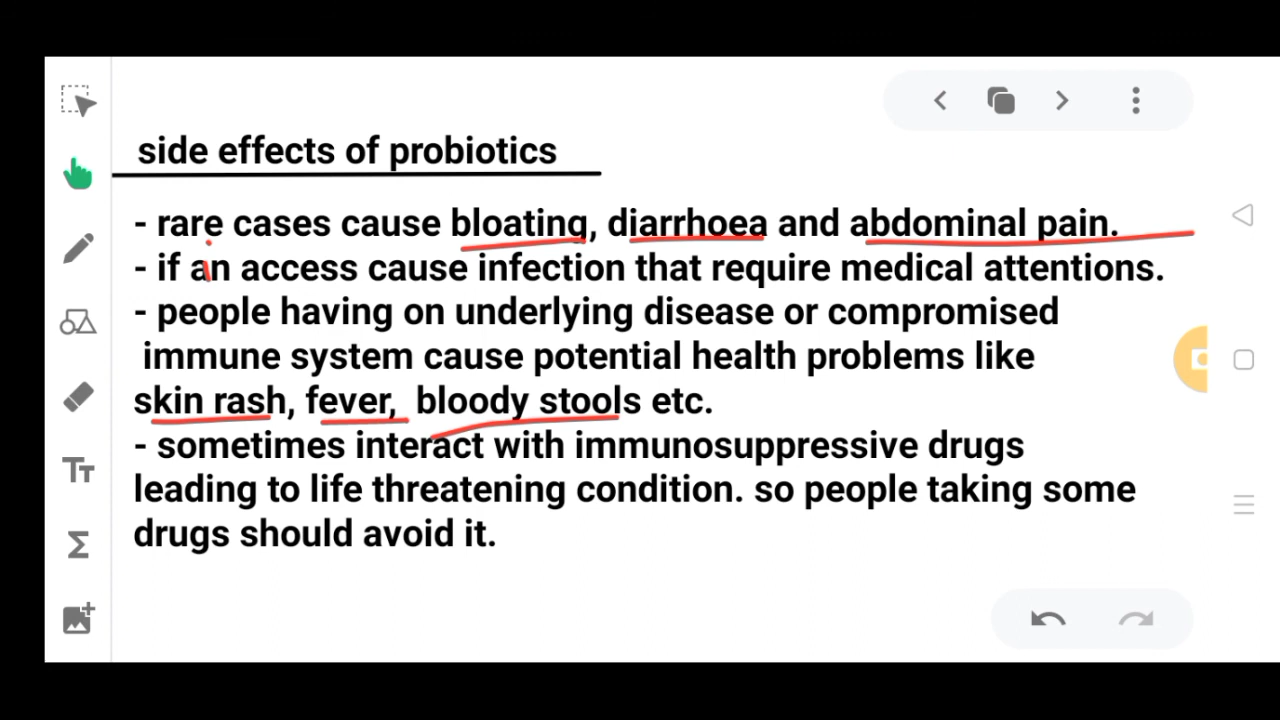 side effects of probiotics
- rare cases cause bloating, diarrhoea and abdominal pain.
- if an access cause infection that require medical attentions.
- people having on underlying disease or compromised
immune system cause potential health problems like
skin rash, fever, bloody stools etc.
- sometimes interact with immunosuppressive drugs
leading to life threatening condition. so people taking some
drugs should avoid it.